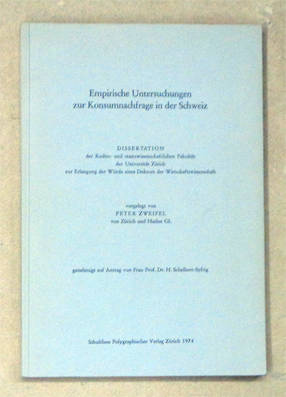 Empirische Untersuchungen
zur Konsumnachfrage in der Schweiz
DISSERTATION
der Rechts- und staatswissenschaftlichen Fakultät
der Universität Zürich
zur Erlangung der Würde eines Doktors der Wirtschaftswissenschaft
vorgelegt von
PETER ZWEIFEL
von Zürich und Haslen GL
genehmigt auf Antrag von Frau Prof. Dr. H. Schelbert-Syfrig
Schulthess Polygraphischer Verlag Zürich 1974